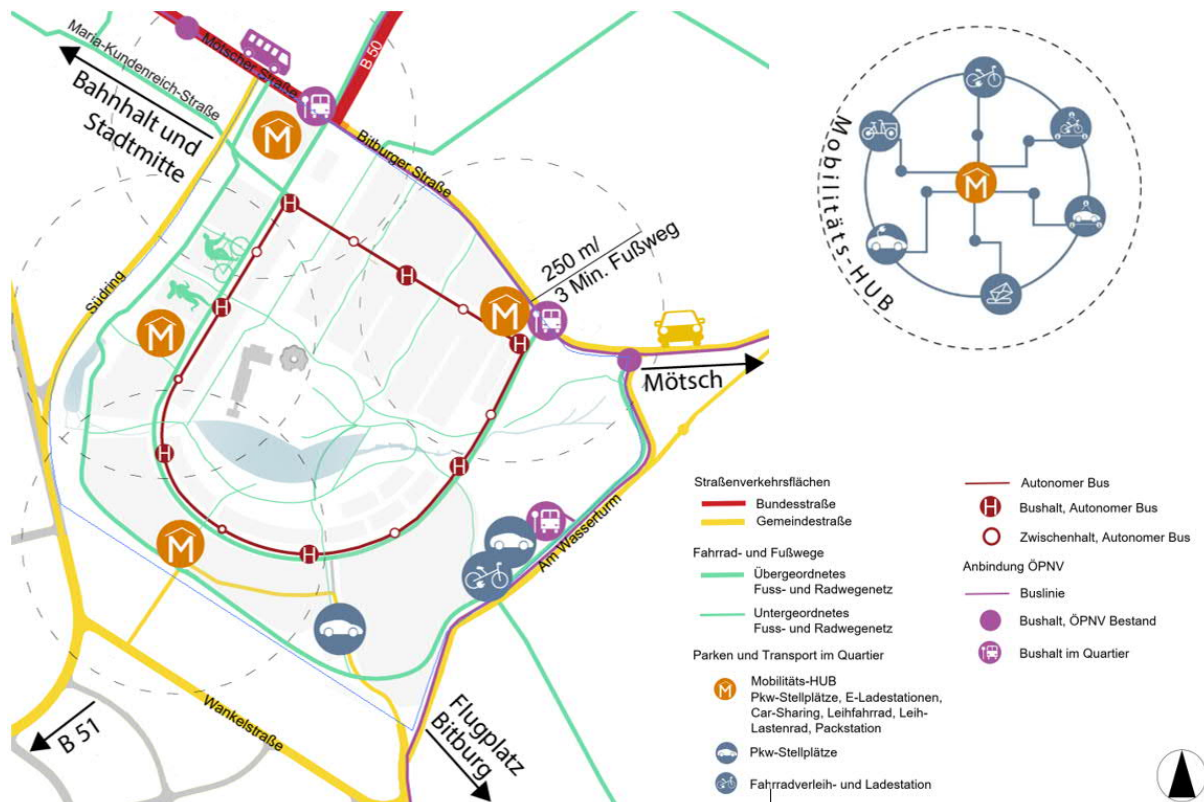 Maria-Kundenreich-Straße
Mötscher Straße
B 50
Bahnhalt und
Stadtmitte
M
Bitburger Straße
H
250 m/
3 Min. Fußweg
H
Südring
H
M
M
H
Mötsch
H
H
M
H
Am Wasserturm
Wankelstraße
B 51
Flugplatz
Bitburg
Mobilitäts-HUB
M
Straßenverkehrsflächen
Bundesstraße
Gemeindestraße
Fahrrad- und Fußwege
Übergeordnetes
Fuss- und Radwegenetz
Untergeordnetes
Fuss- und Radwegenetz
Parken und Transport im Quartier
M
Mobilitäts-HUB
Pkw-Stellplätze, E-Ladestationen,
Car-Sharing, Leihfahrrad, Leih-
Lastenrad, Packstation
Pkw-Stellplätze
Fahrradverleih- und Ladestation
Autonomer Bus
H
Bushalt, Autonomer Bus
Zwischenhalt, Autonomer Bus
Anbindung ÖPNV
Buslinie
Bushalt, ÖPNV Bestand
Bushalt im Quartier